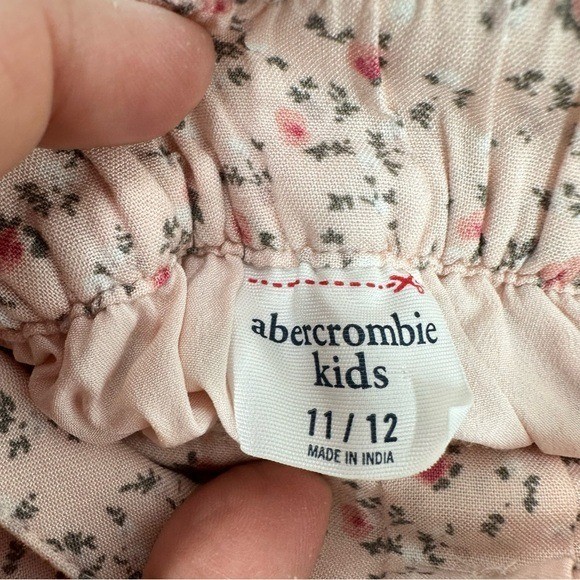 abercrombie
kids
11 / 12
MADE IN INDIA